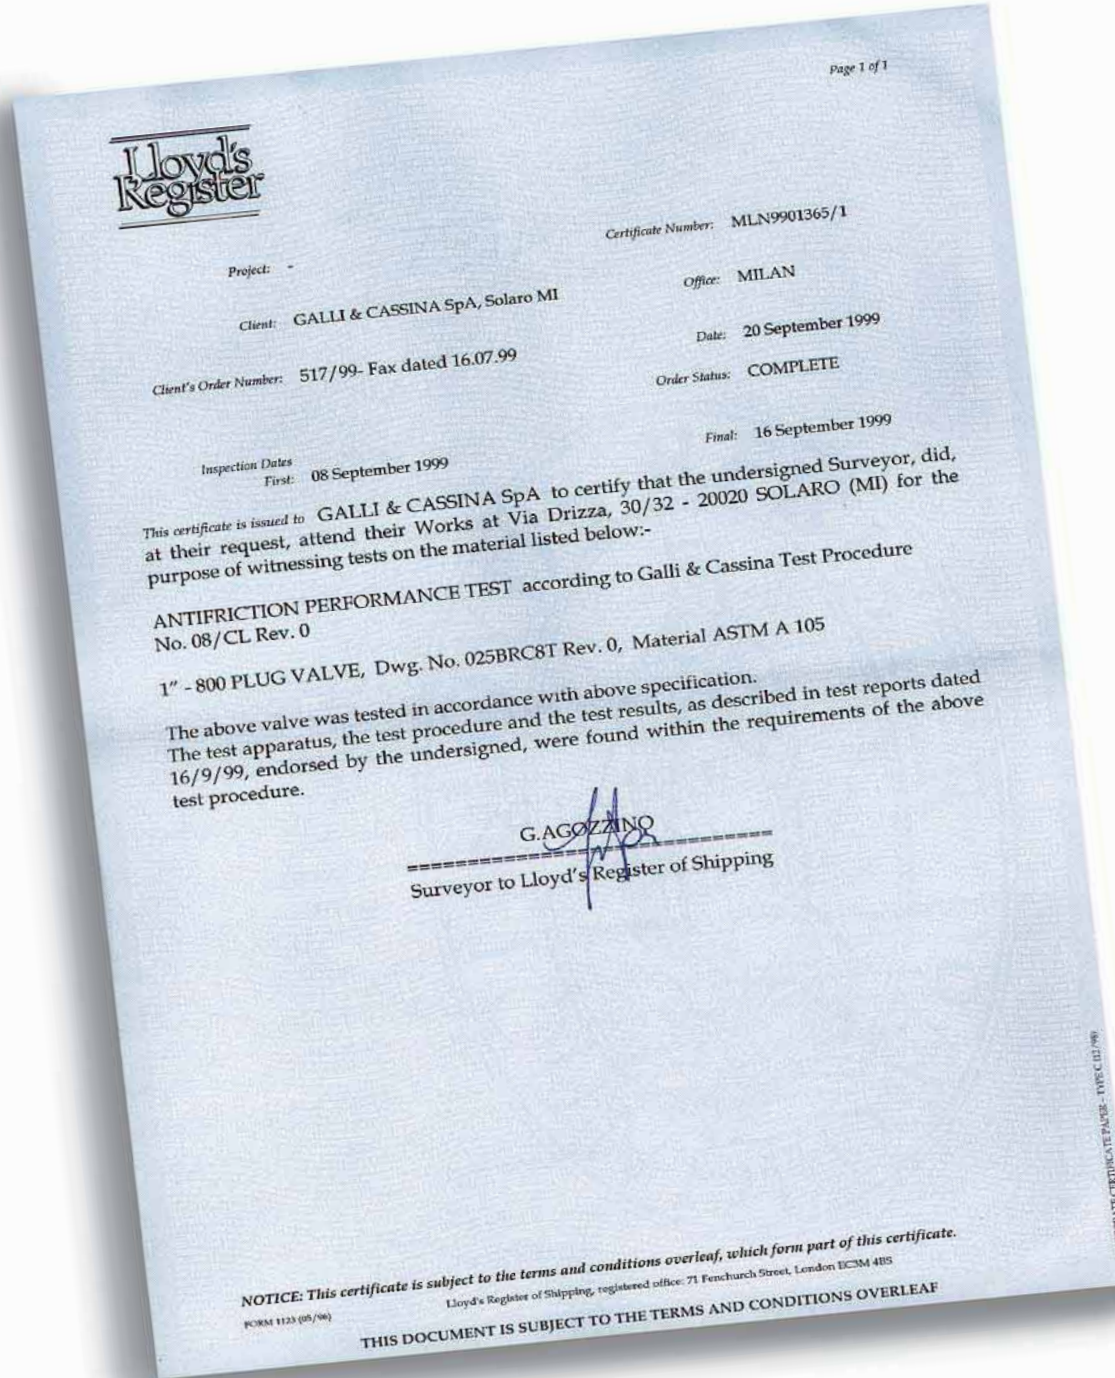 Page 1 of 1
Lloyd's
Register
Certificate Number: MLN9901365/1
Project: -
Office: MILAN
Client: GALLI & CASSINA SpA, Solaro MI
Date: 20 September 1999
Client's Order Number: 517/99- Fax dated 16.07.99
Order Status: COMPLETE
Inspection Dates
First: 08 September 1999
Final: 16 September 1999
This certificate is issued to GALLI & CASSINA SpA to certify that the undersigned Surveyor, did,
at their request, attend their Works at Via Drizza, 30/32 - 20020 SOLARO (MI) for the
purpose of witnessing tests on the material listed below:-
ANTIFRICTION PERFORMANCE TEST according to Galli & Cassina Test Procedure
No. 08/CL Rev. 0
1" - 800 PLUG VALVE, Dwg. No. 025BRC8T Rev. 0, Material ASTM A 105
The above valve was tested in accordance with above specification.
The test apparatus, the test procedure and the test results, as described in test reports dated
16/9/99, endorsed by the undersigned, were found within the requirements of the above
test procedure.
G.AGOZZINO
==============================
Surveyor to Lloyd's Register of Shipping
NOTICE: This certificate is subject to the terms and conditions overleaf, which form part of this certificate.
Lloyd's Register of Shipping, registered office: 71 Fenchurch Street, London EC3M 4BS
FORM 1123 (05/96)
THIS DOCUMENT IS SUBJECT TO THE TERMS AND CONDITIONS OVERLEAF
CERTIFICATE PAPER - TYPE C (12/98)